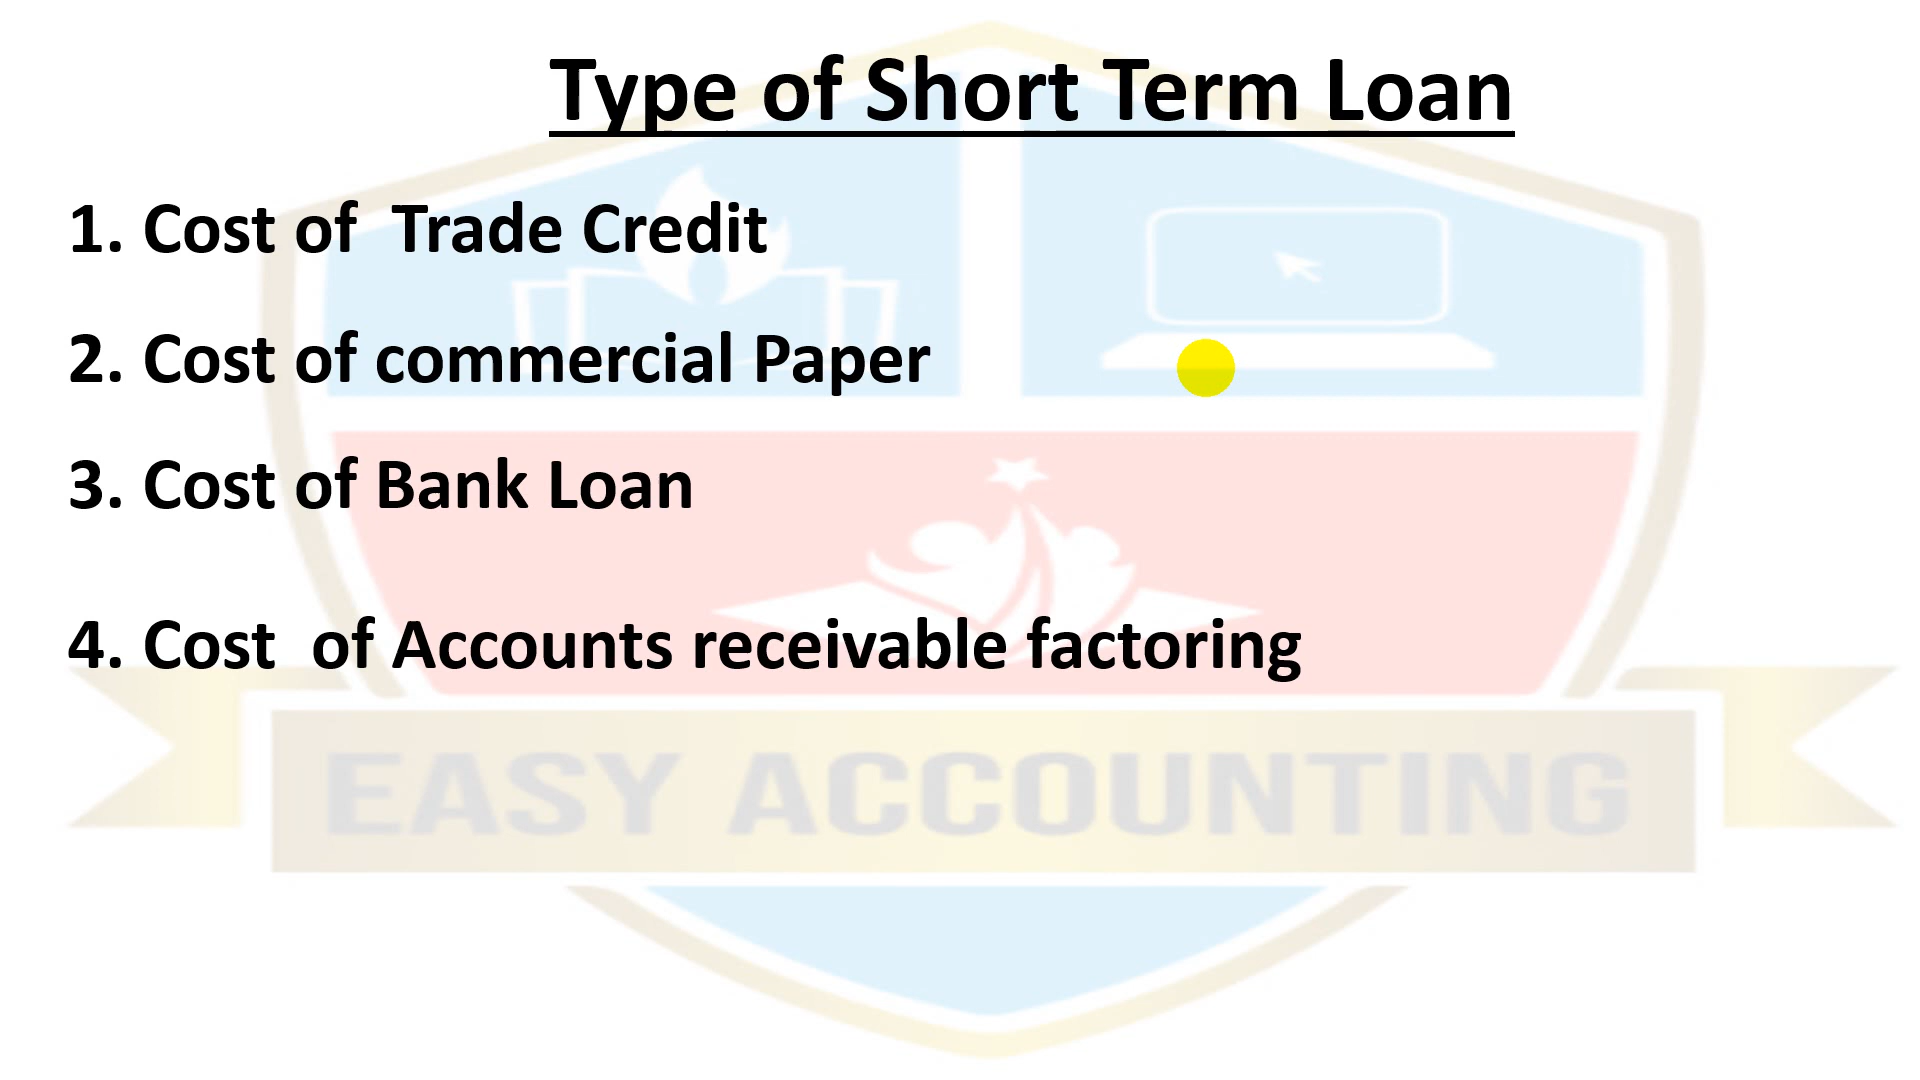 Type of Short Term Loan
1. Cost of Trade Credit
2. Cost of commercial Paper
3. Cost of Bank Loan
4. Cost of Accounts receivable factoring
EASY ACCOUNTING